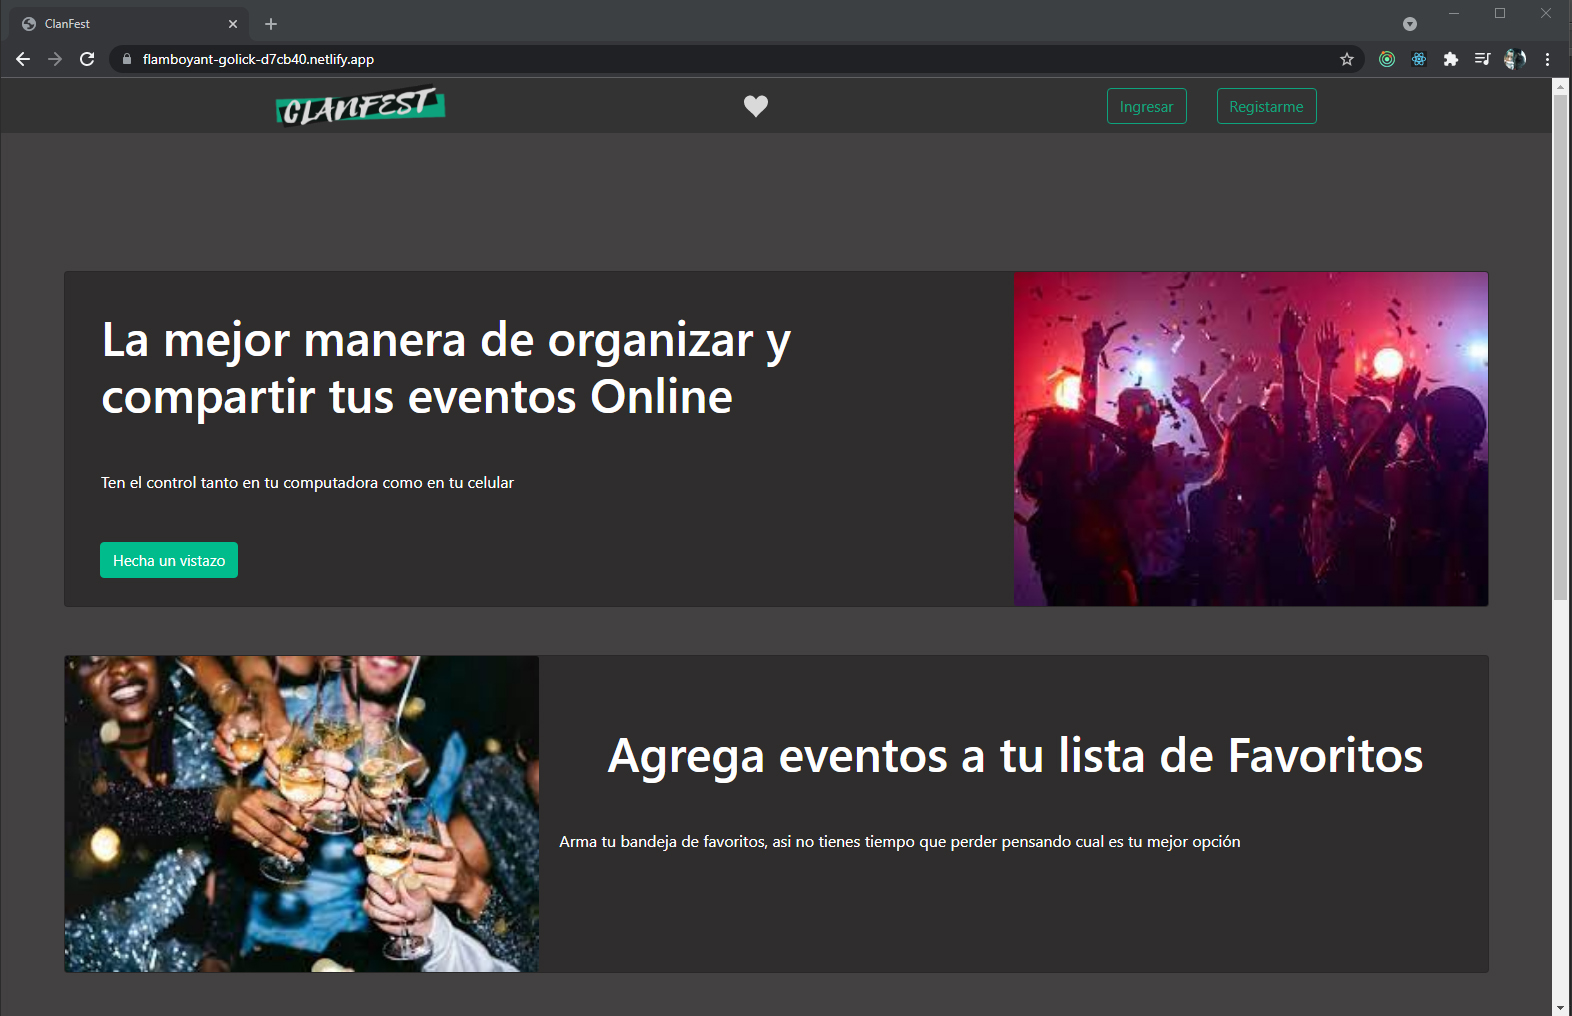 ClanFest
flamboyant-golick-d7cb40.netlify.app
CLANFEST
Ingresar
Registarme
La mejor manera de organizar y
compartir tus eventos Online
Ten el control tanto en tu computadora como en tu celular
Hecha un vistazo
Agrega eventos a tu lista de Favoritos
Arma tu bandeja de favoritos, asi no tienes tiempo que perder pensando cual es tu mejor opción